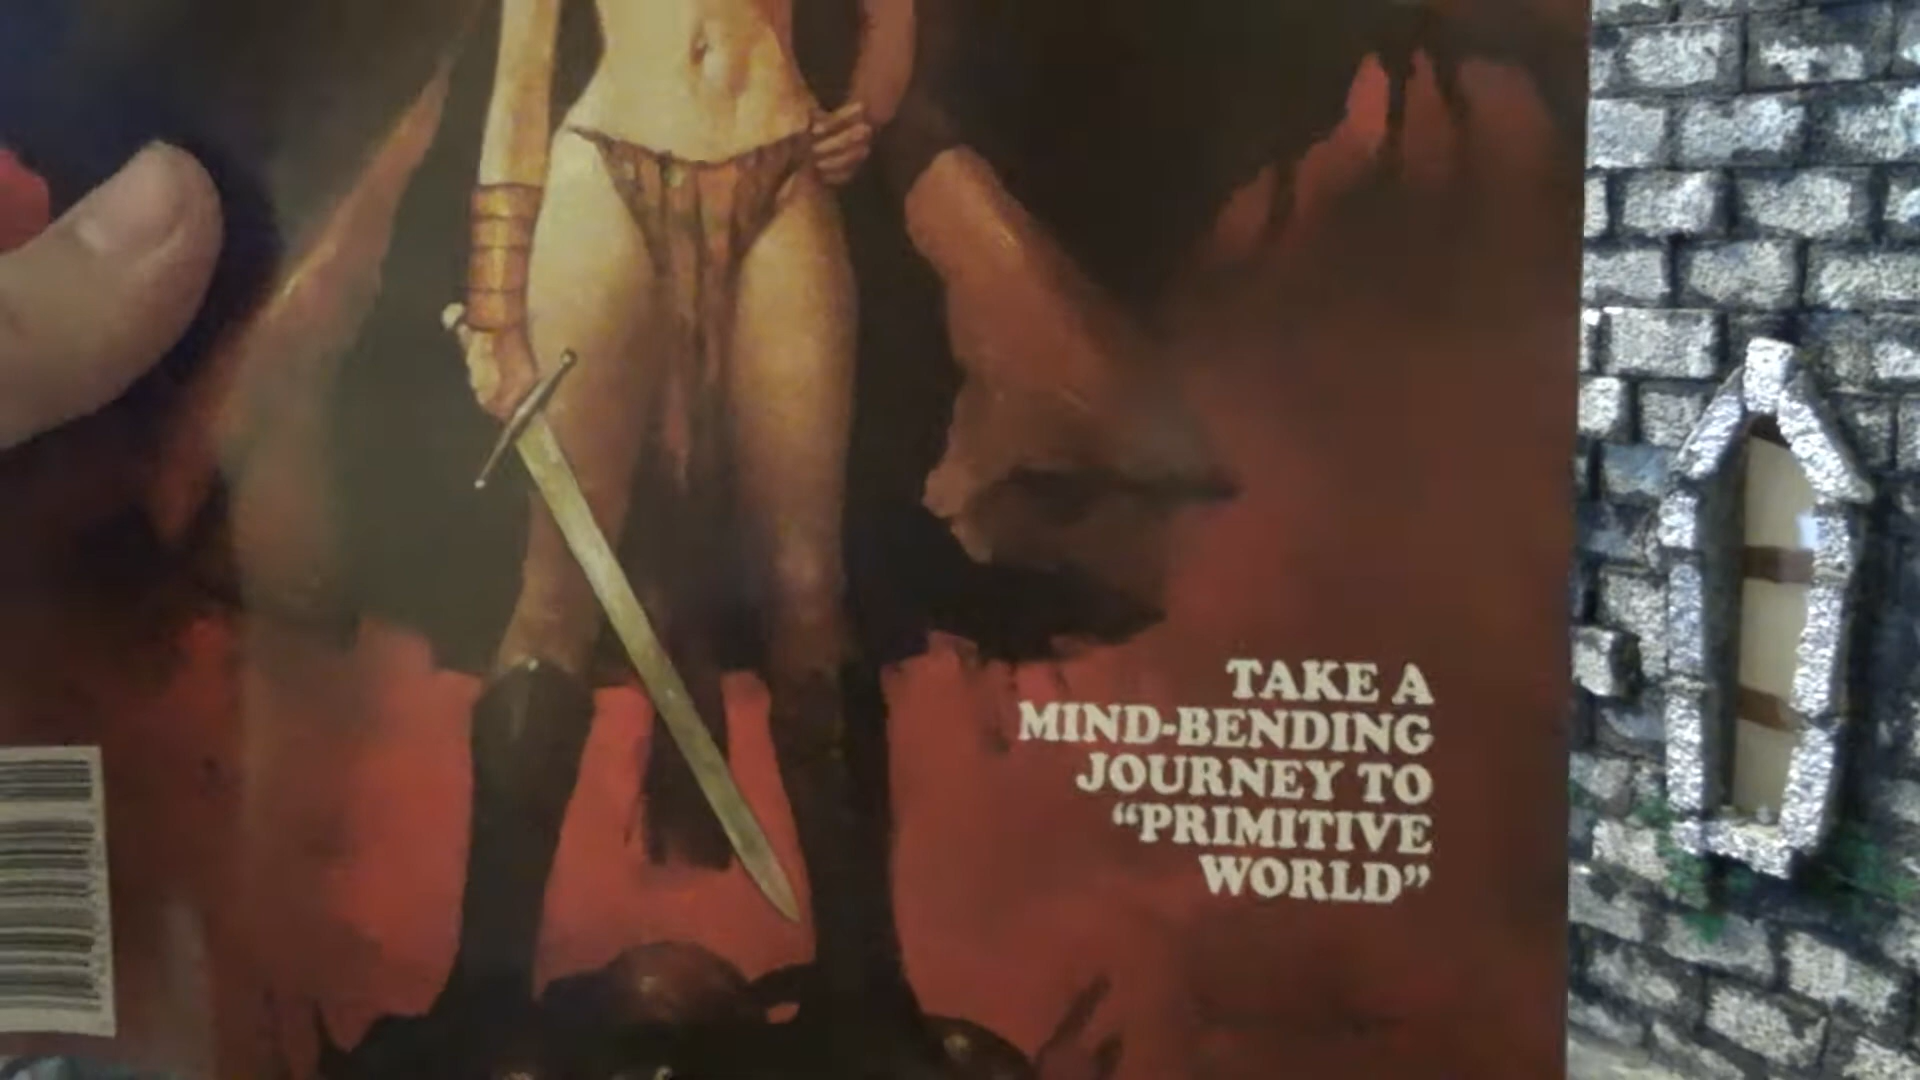 TAKE A
MIND-BENDING
JOURNEY TO
“PRIMITIVE
WORLD”